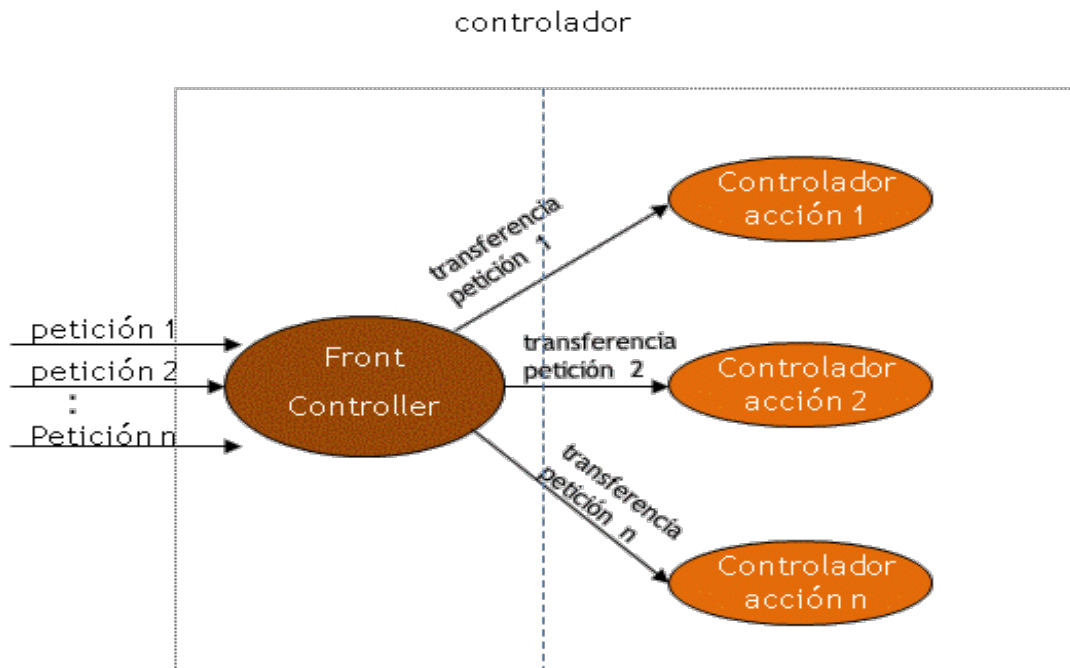 controlador
petición 1
petición 2
:
Petición n
Front
Controller
transferencia
petición 1
transferencia
petición 2
transferencia
petición n
Controlador
acción 1
Controlador
acción 2
Controlador
acción n